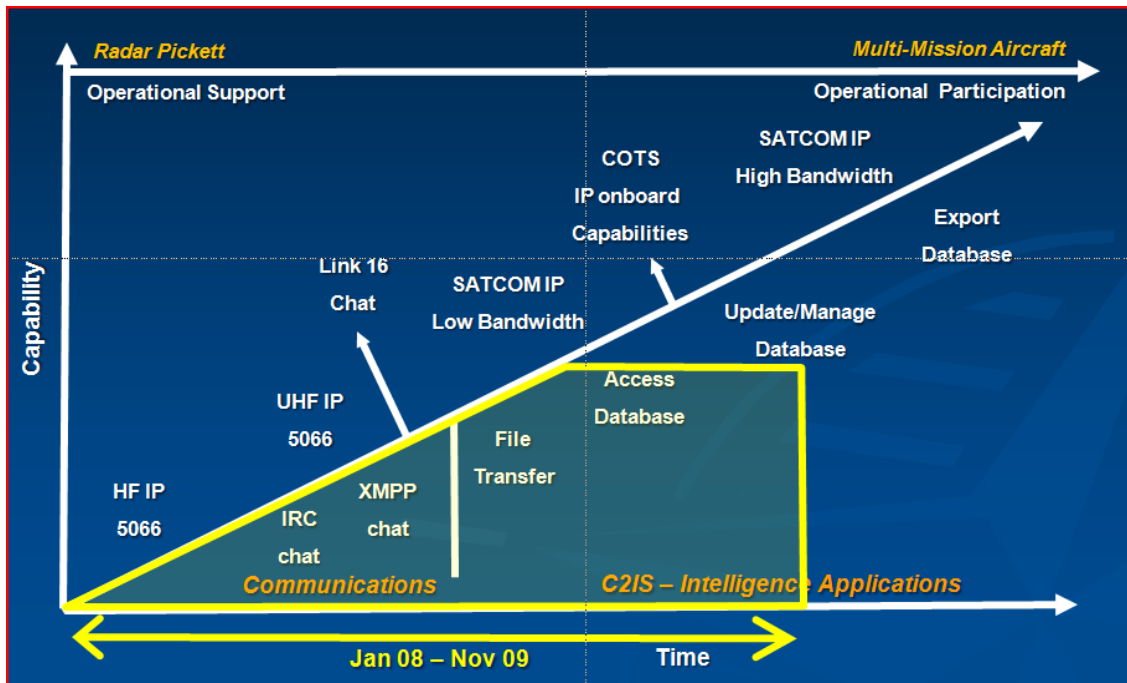 Radar Pickett
Multi-Mission Aircraft
Operational Support
Operational Participation
COTS
IP onboard
Capabilities
SATCOM IP
High Bandwidth
Export
Database
Link 16
Chat
SATCOM IP
Low Bandwidth
Update/Manage
Database
Capability
UHF IP
5066
Access
Database
File
Transfer
HF IP
5066
XMPP
chat
IRC
chat
Communications
C2IS – Intelligence Applications
Jan 08 – Nov 09
Time